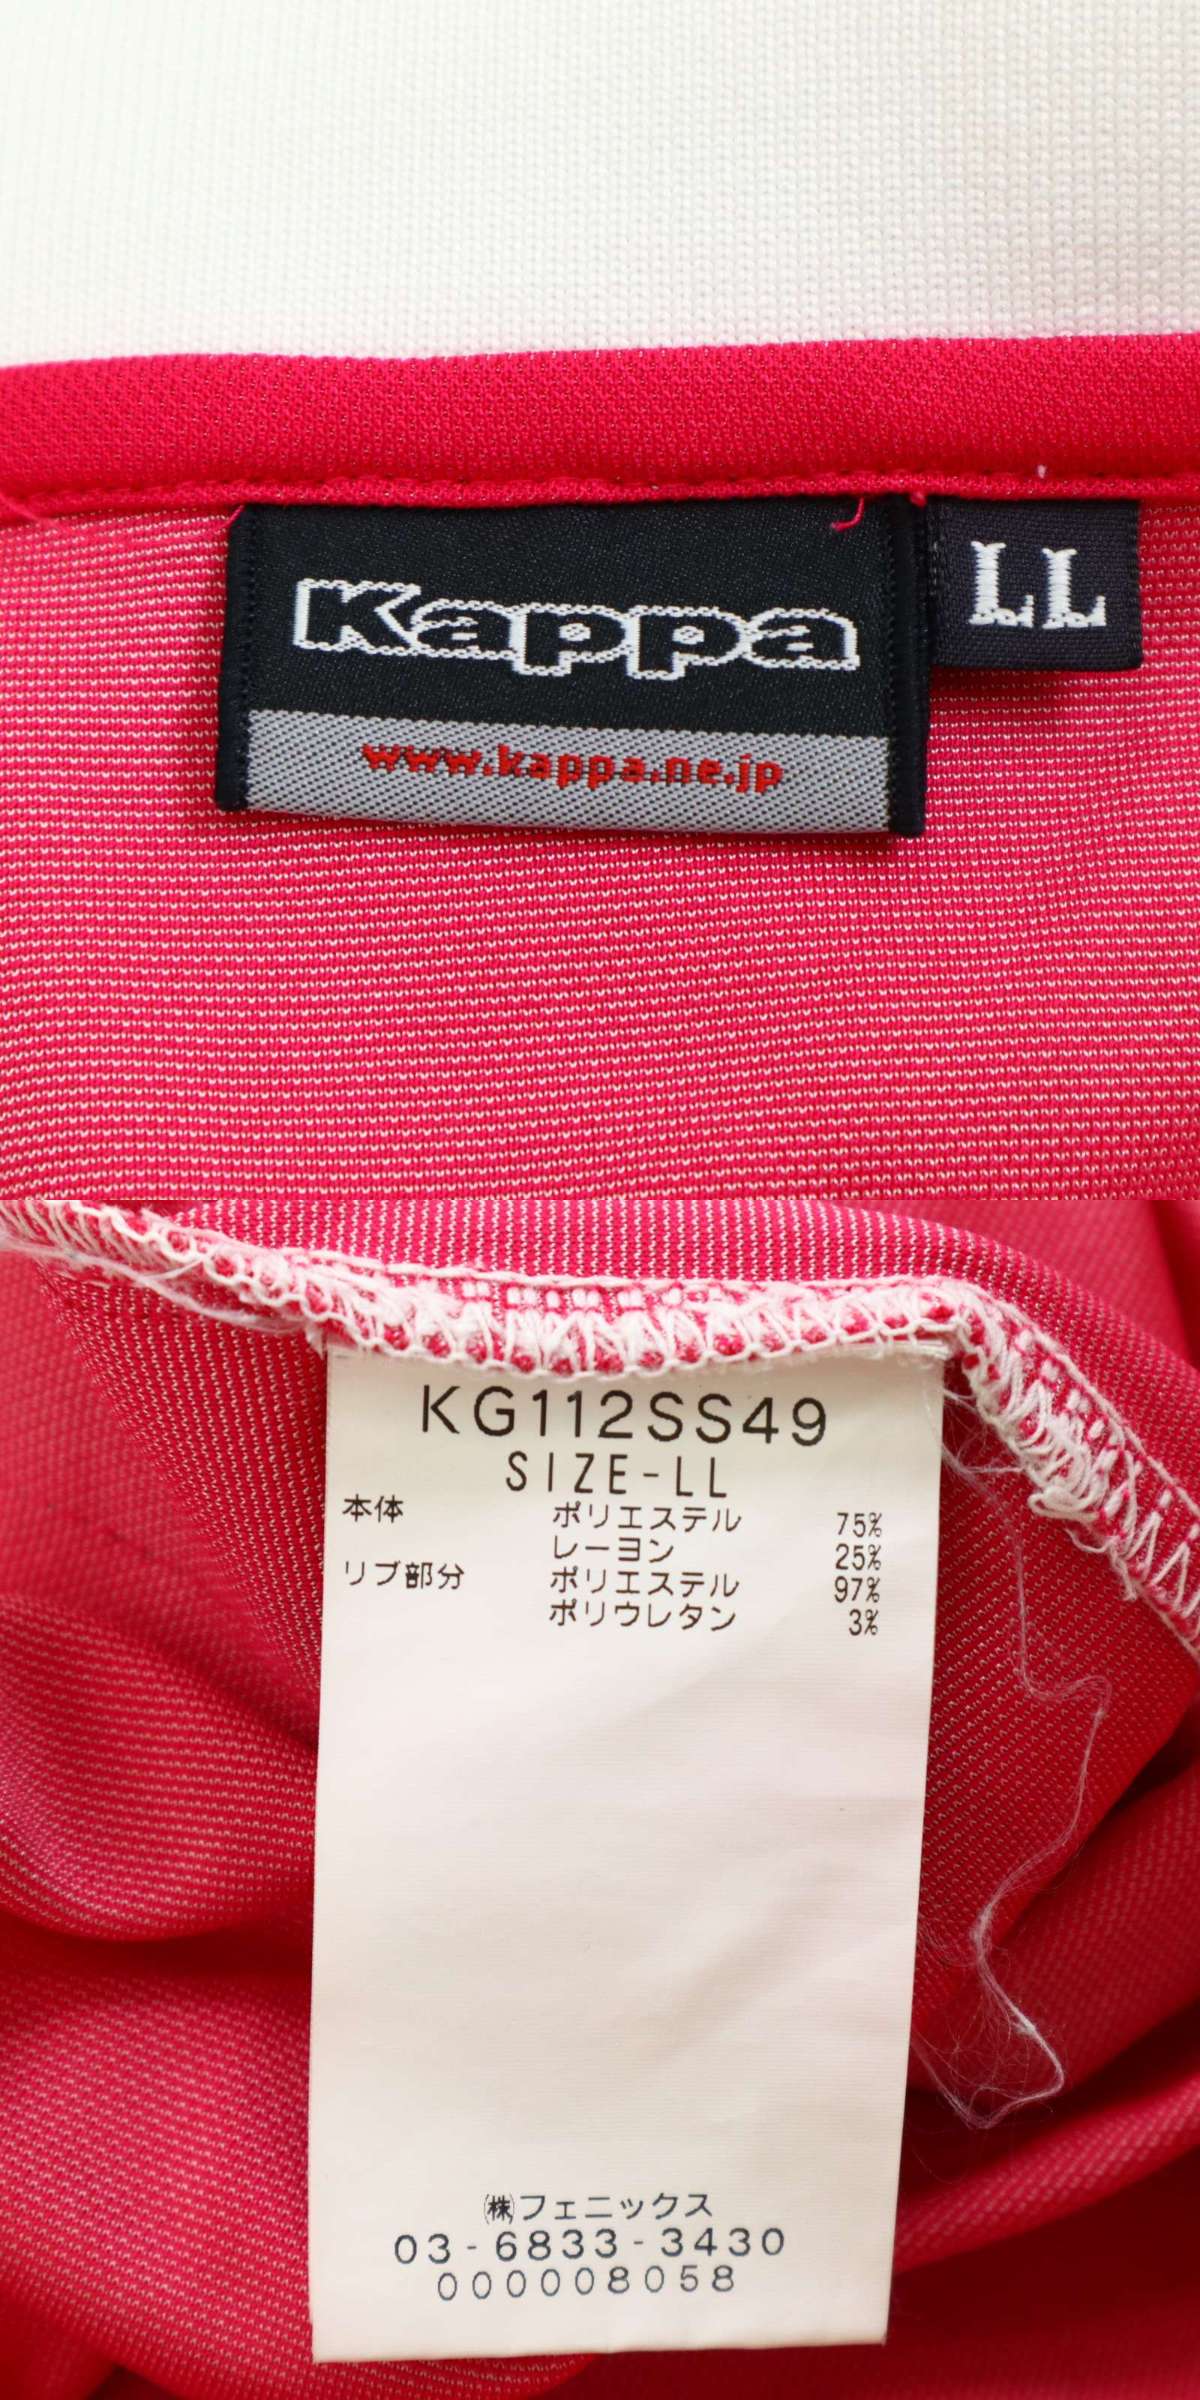 Kappa
LL
www.kappa.ne.jp
KG112SS49
SIZE-LL
本体 ポリエステル 75%
レーヨン 25%
リブ部分 ポリエステル 97%
ポリウレタン 3%
㈱フェニックス
03-6833-3430
000008058